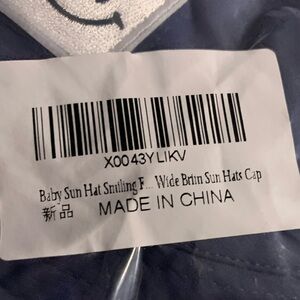 X0043YLIKV
Baby Sun Hat Smiling F... Wide Brim Sun Hats Cap
新品 MADE IN CHINA